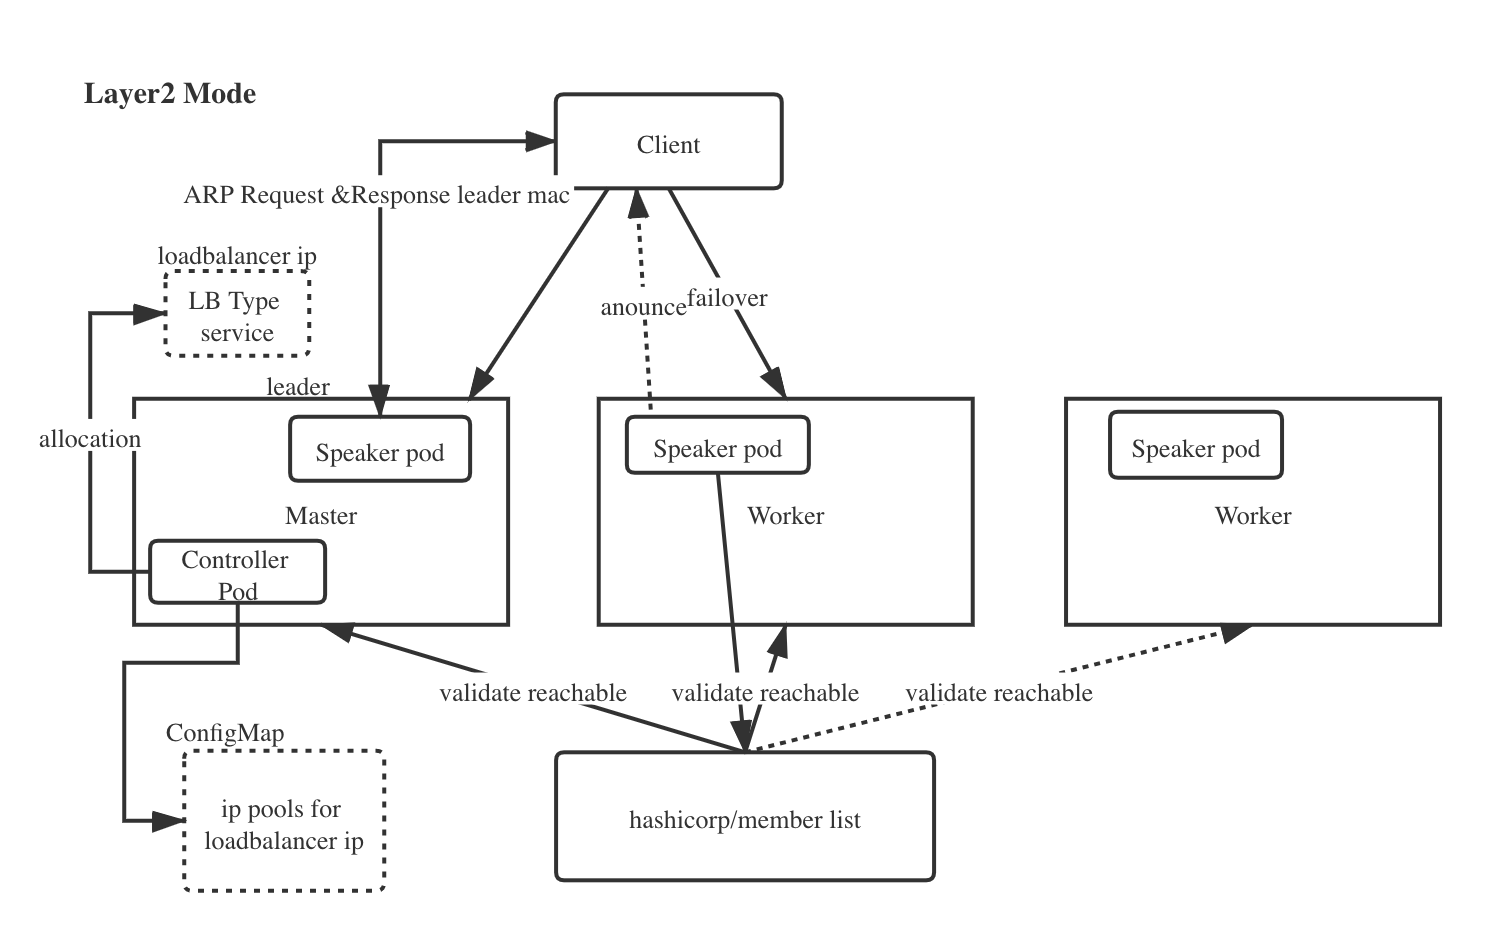 Layer2 Mode
Client
ARP Request &Response leader mac
loadbalancer ip
LB Type
service
anounce
failover
leader
allocation
Speaker pod
Speaker pod
Speaker pod
Master
Worker
Worker
Controller
Pod
validate reachable
validate reachable
validate reachable
ConfigMap
ip pools for
loadbalancer ip
hashicorp/member list